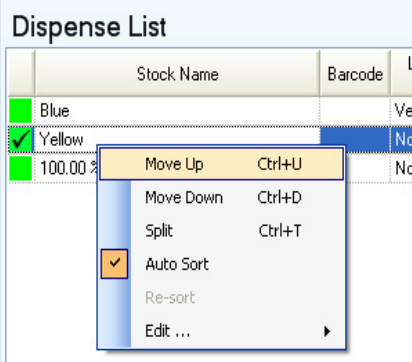 Dispense List
Stock Name Barcode
Blue Ve
Yellow No
100.00 % No
Move Up Ctrl+U
Move Down Ctrl+D
Split Ctrl+T
Auto Sort
Re-sort
Edit ...